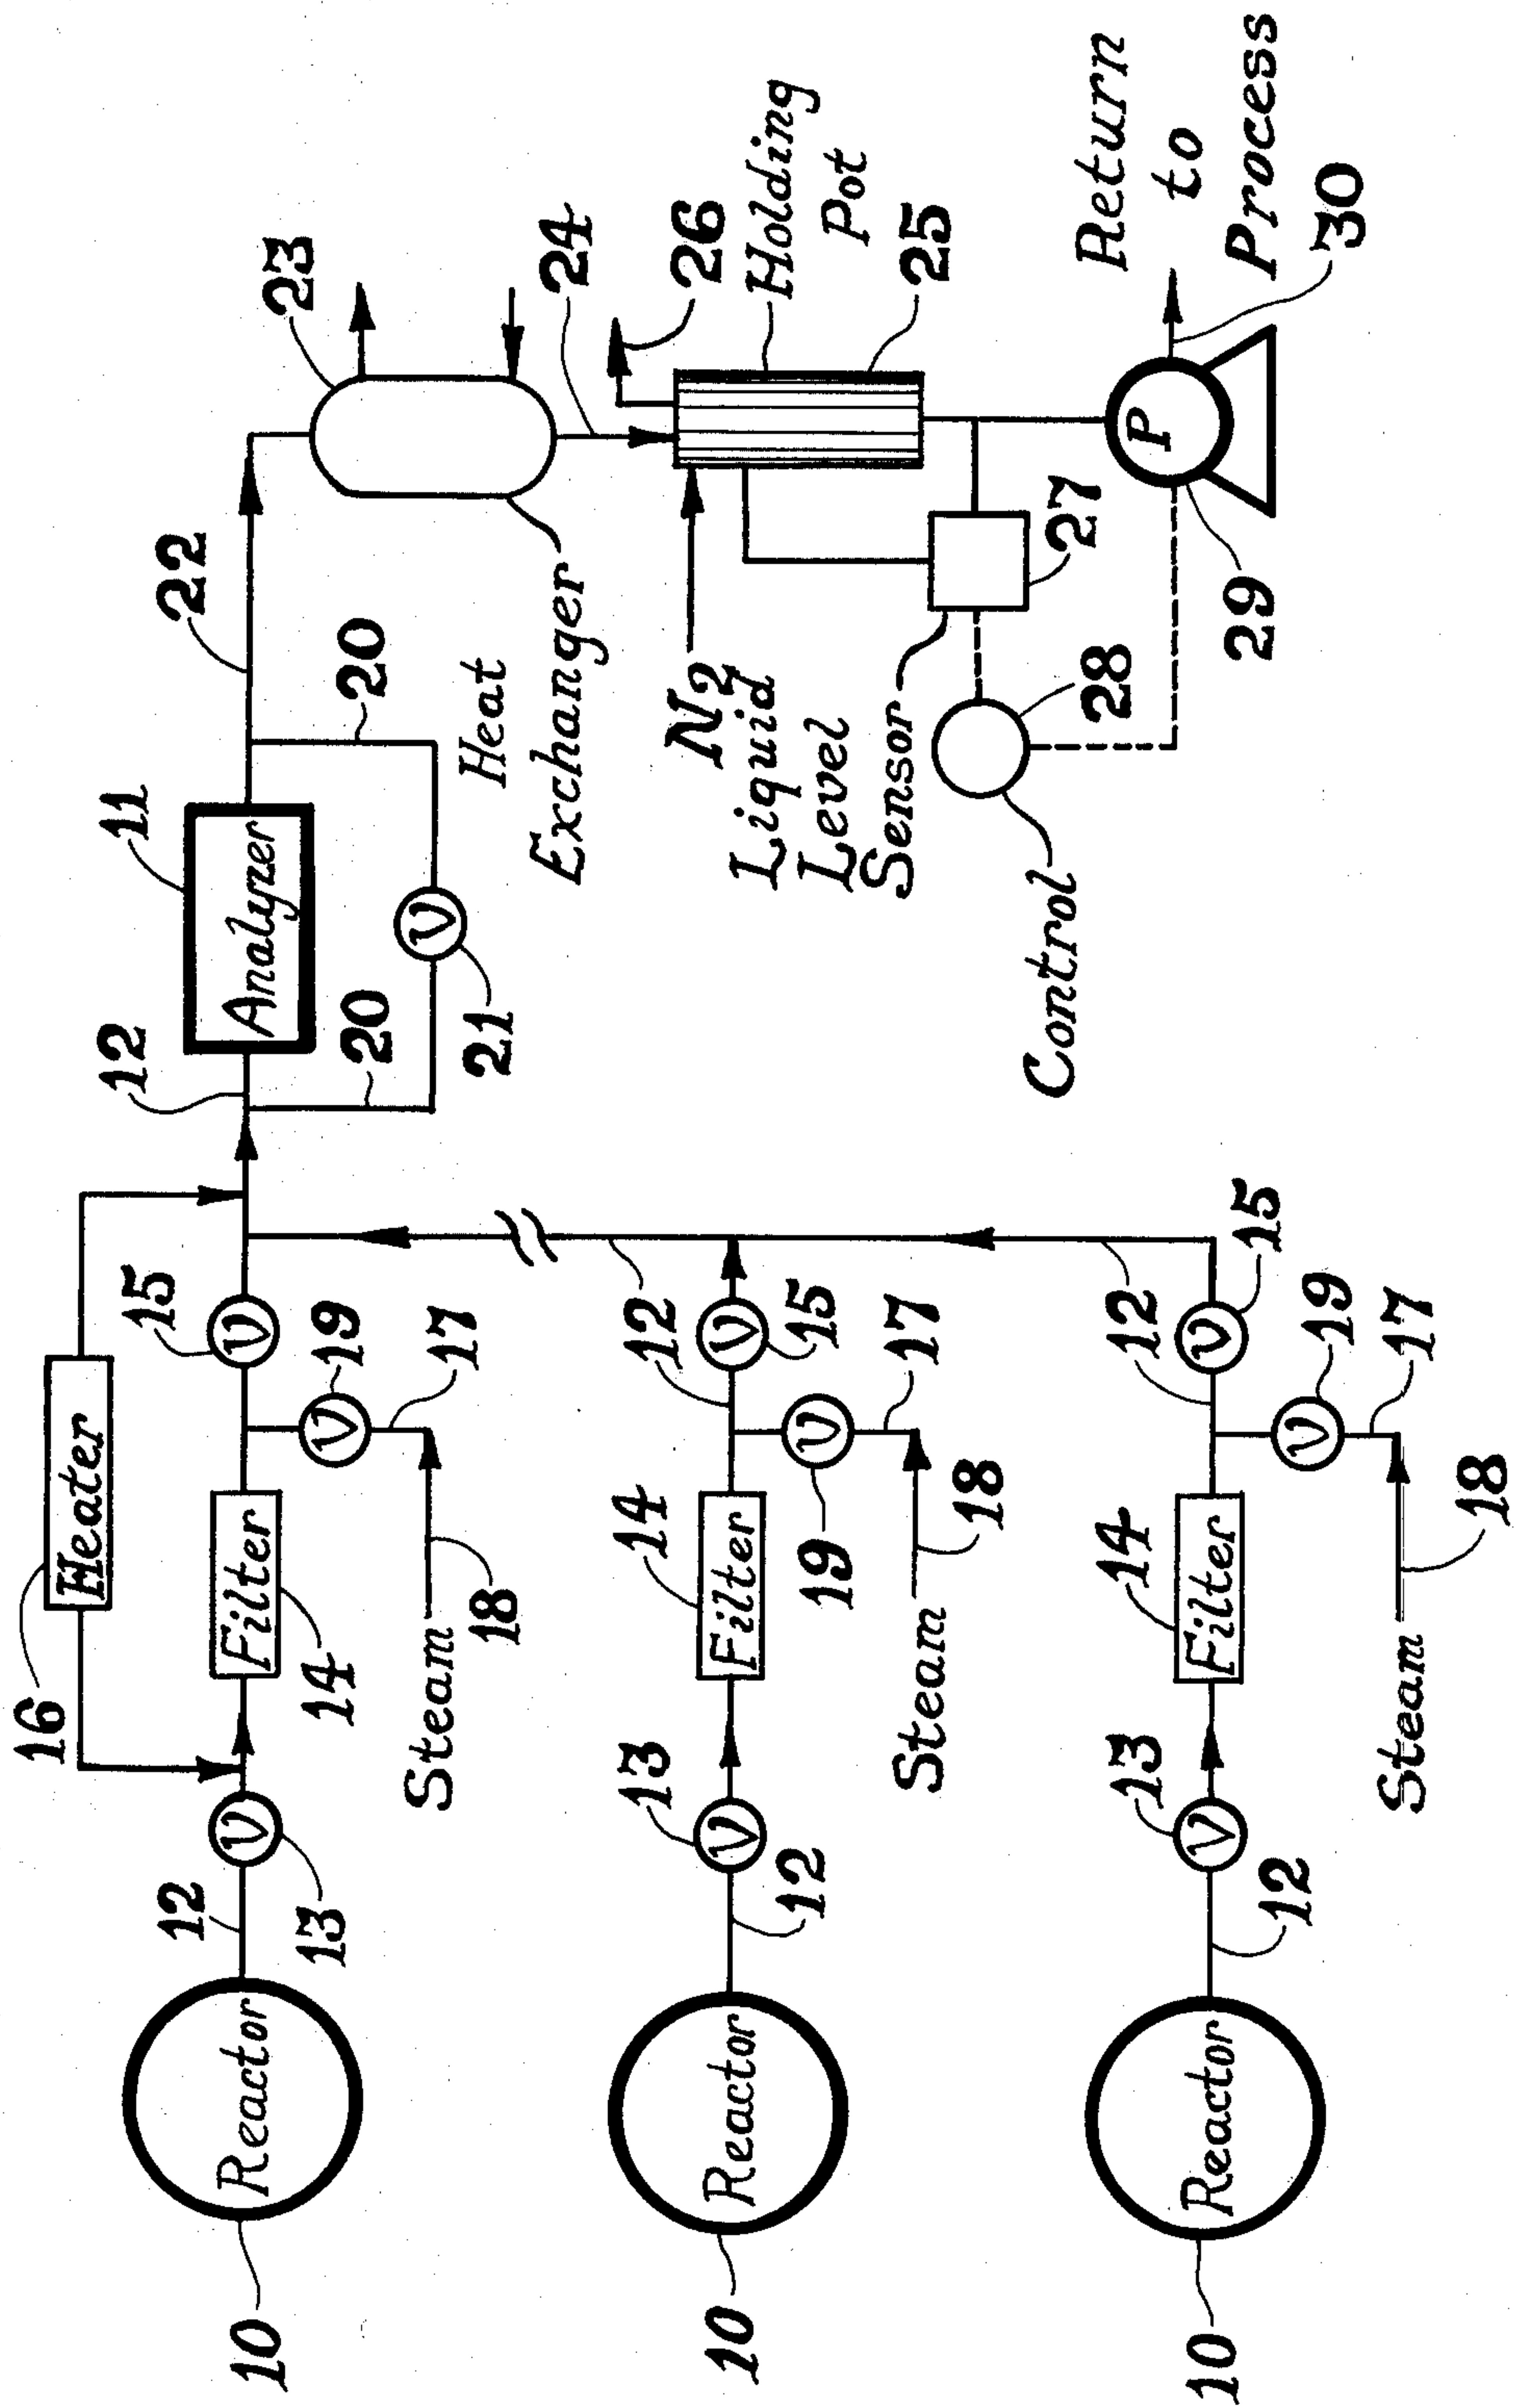 16
Heater
10
Reactor
12
13
14
Filter
15
19
17
Steam
18
12
11
Analyzer
20
21
20
22
23
Heat
Exchanger
24
26
N2
Holding
Pot
25
Liquid
Level
Sensor
27
Control
28
P
29
Return
to
Process
30
10
Reactor
12
V
13
V
14
Filter
12
V
15
V
19
17
Steam
18
12
10
Reactor
12
V
13
14
Filter
12
V
15
V
19
17
Steam
18
12
V
V
V
V